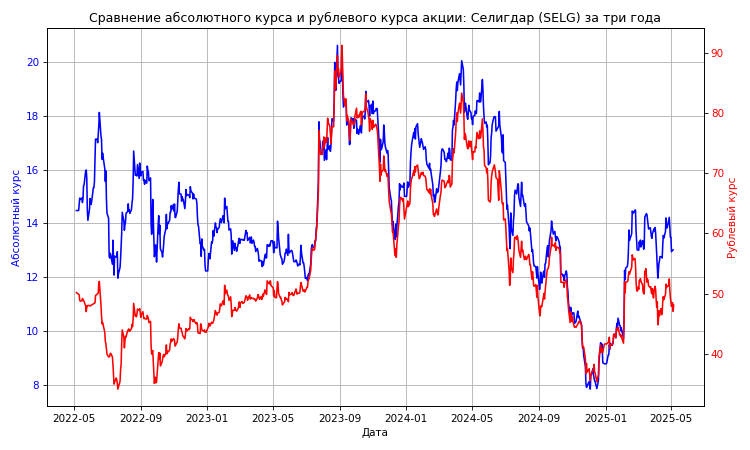 Сравнение абсолютного курса и рублевого курса акции: Селигдар (SELG) за три года
Абсолютный курс
20
18
16
14
12
10
8
90
80
70
60
50
40
Рублевый курс
2022-05 2022-09 2023-01 2023-05 2023-09 2024-01 2024-05 2024-09 2025-01 2025-05
Дата